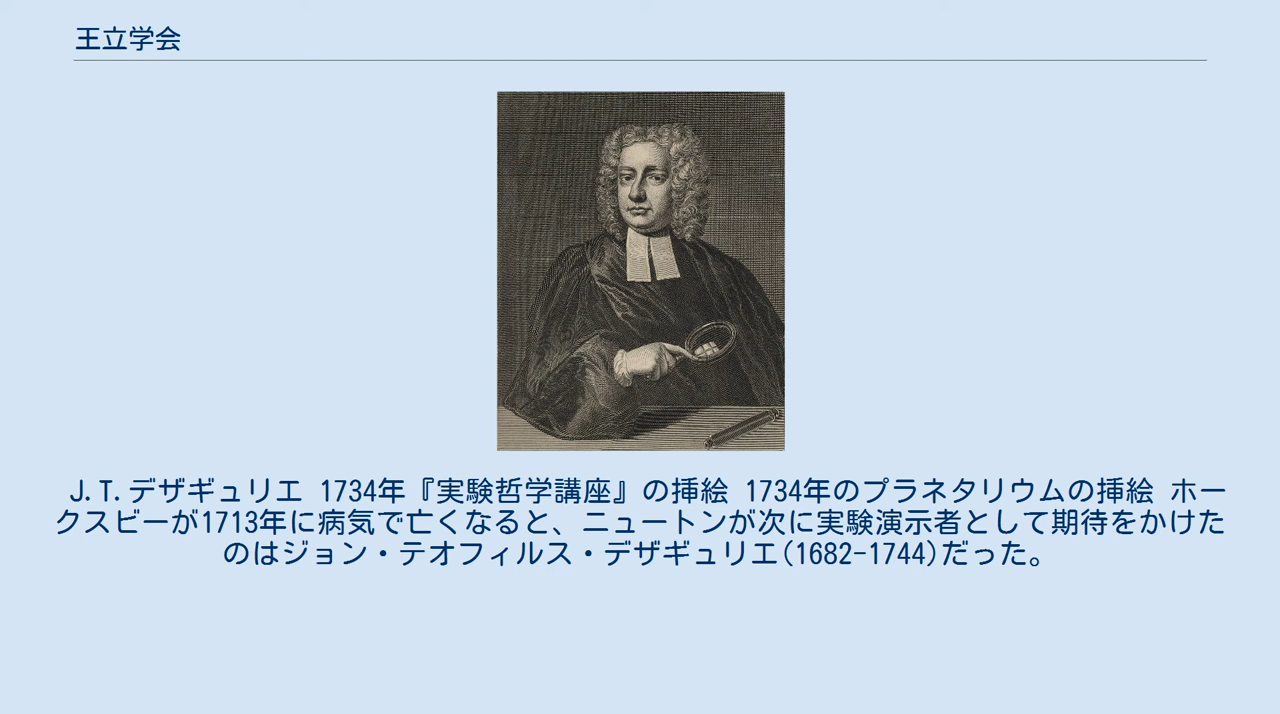 王立学会
J.T.デザギュリエ 1734年『実験哲学講座』の挿絵 1734年のプラネタリウムの挿絵 ホー
クスビーが1713年に病気で亡くなると、ニュートンが次に実験演示者として期待をかけた
のはジョン・テオフィルス・デザギュリエ(1682-1744)だった。